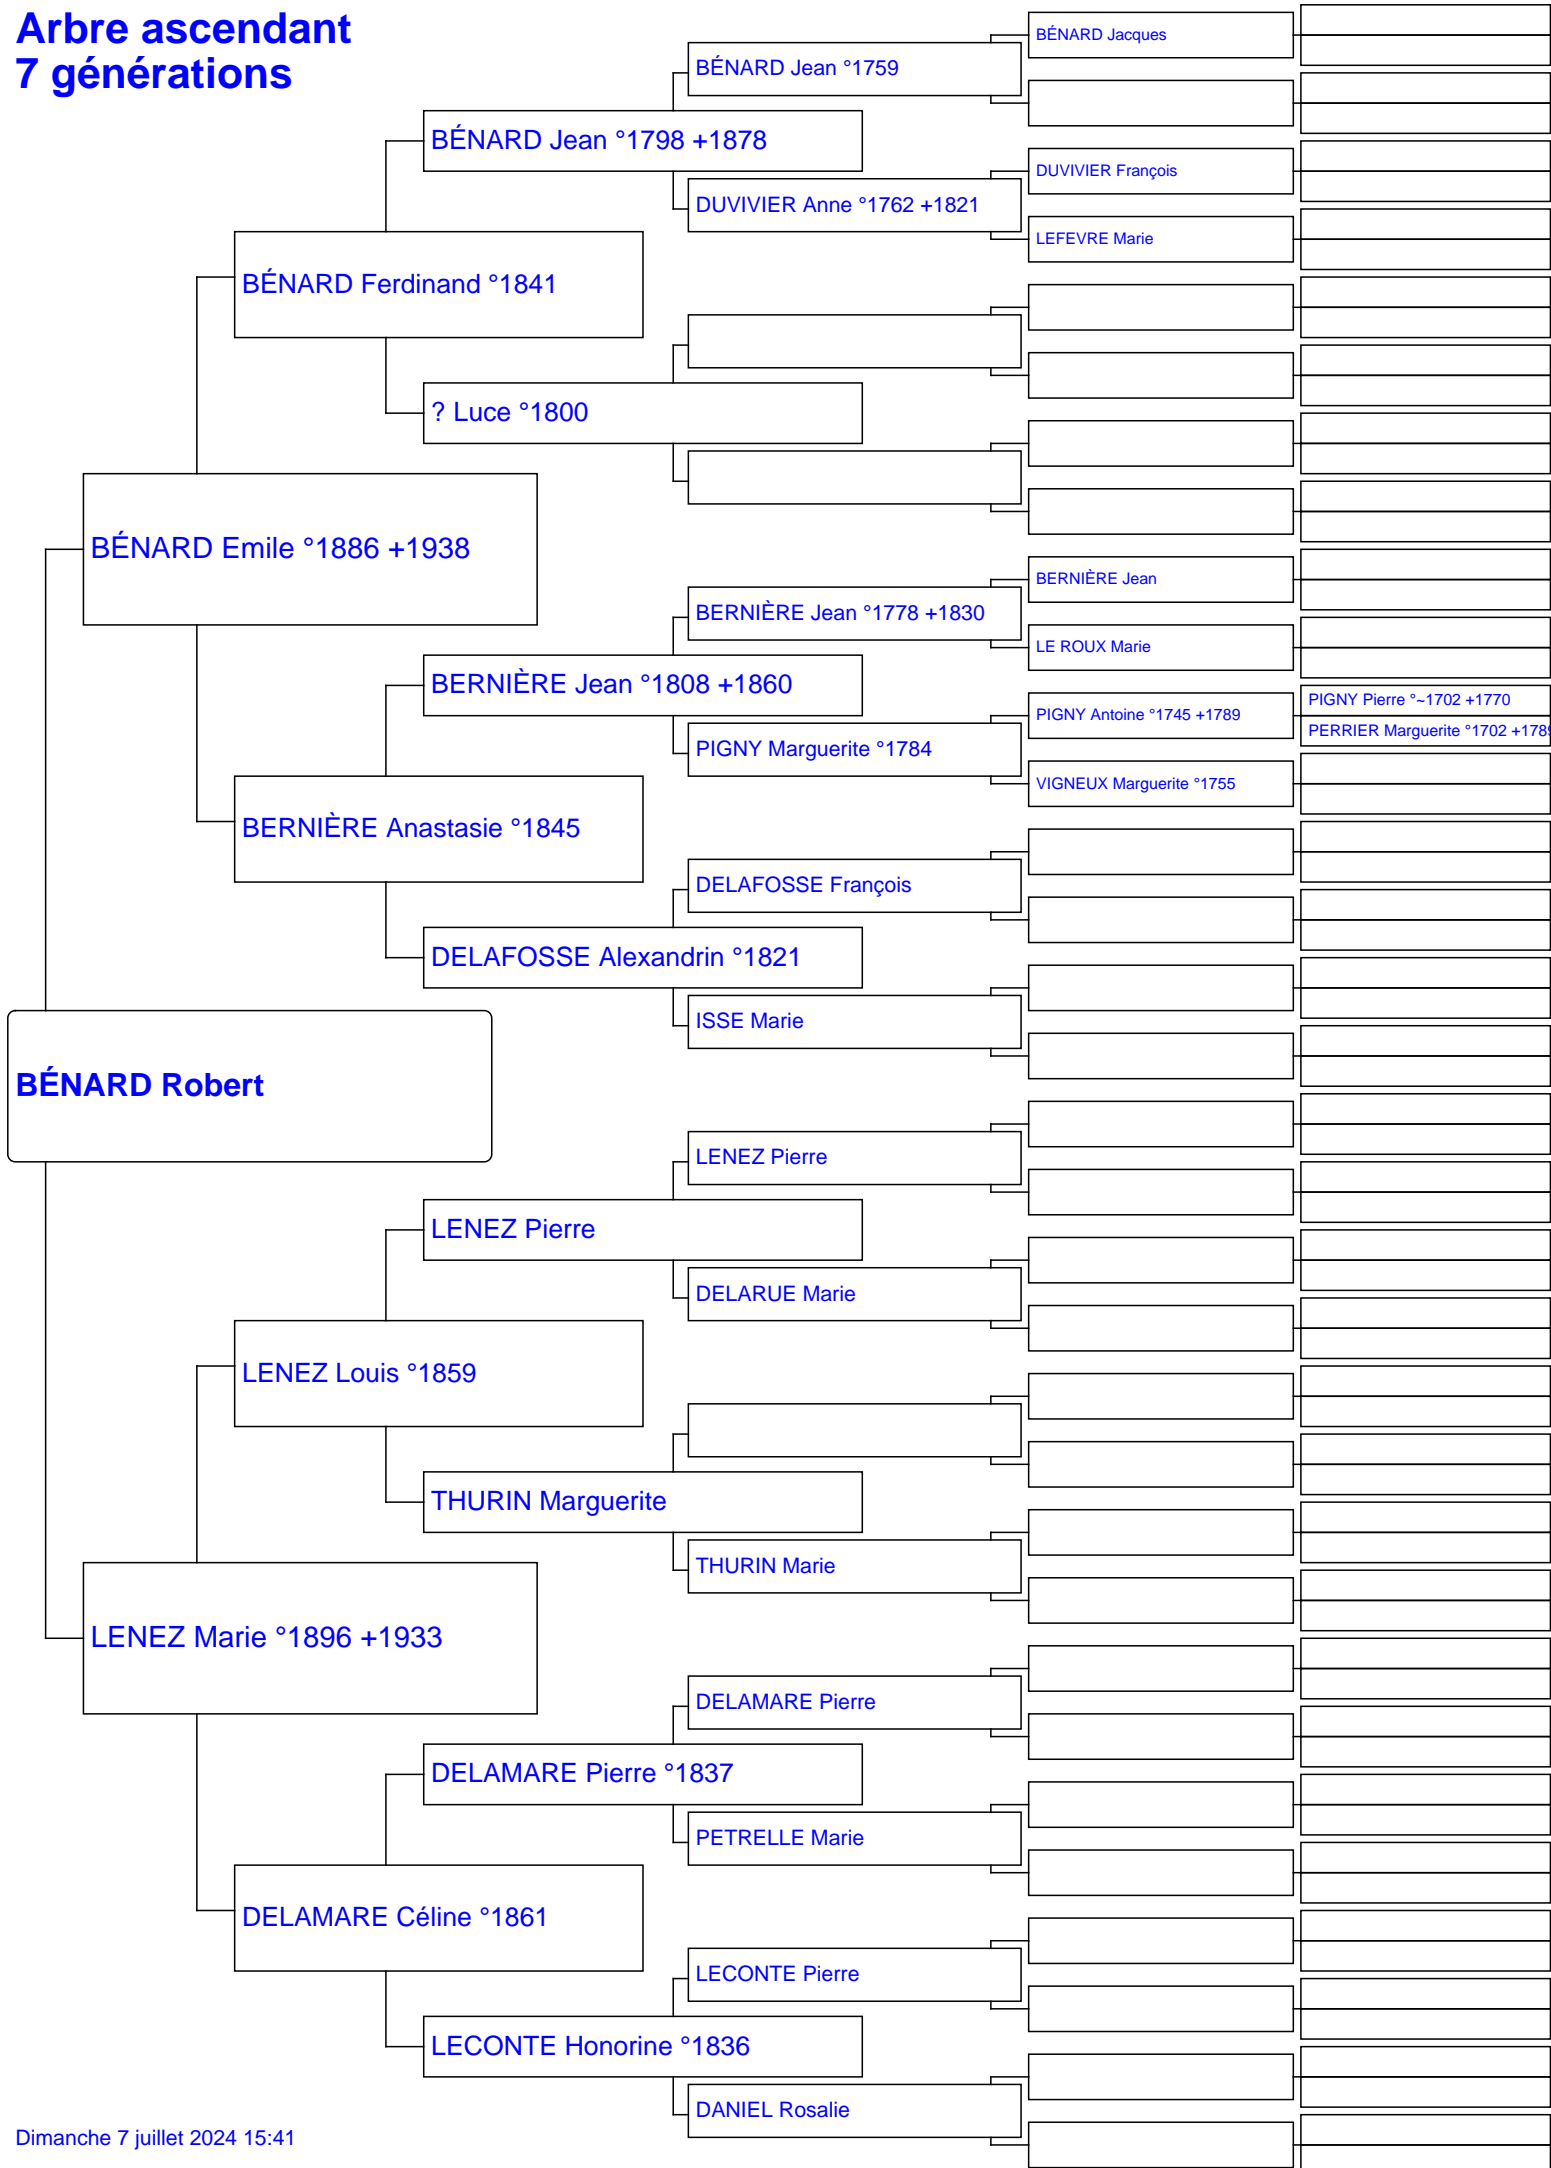 Arbre ascendant
7 générations
BÉNARD Jacques
BÉNARD Jean °1759
BÉNARD Jean °1798 +1878
DUVIVIER François
DUVIVIER Anne °1762 +1821
LEFEVRE Marie
BÉNARD Ferdinand °1841
? Luce °1800
BÉNARD Emile °1886 +1938
BERNIÈRE Jean
BERNIÈRE Jean °1778 +1830
LE ROUX Marie
BERNIÈRE Jean °1808 +1860
PIGNY Pierre °~1702 +1770
PIGNY Antoine °1745 +1789
PERRIER Marguerite °1702 +178
PIGNY Marguerite °1784
VIGNEUX Marguerite °1755
BERNIÈRE Anastasie °1845
DELAFOSSE François
DELAFOSSE Alexandrin °1821
ISSE Marie
BÉNARD Robert
LENEZ Pierre
LENEZ Pierre
DELARUE Marie
LENEZ Louis °1859
THURIN Marguerite
THURIN Marie
LENEZ Marie °1896 +1933
DELAMARE Pierre
DELAMARE Pierre °1837
PETRELLE Marie
DELAMARE Céline °1861
LECONTE Pierre
LECONTE Honorine °1836
DANIEL Rosalie
Dimanche 7 juillet 2024 15:41